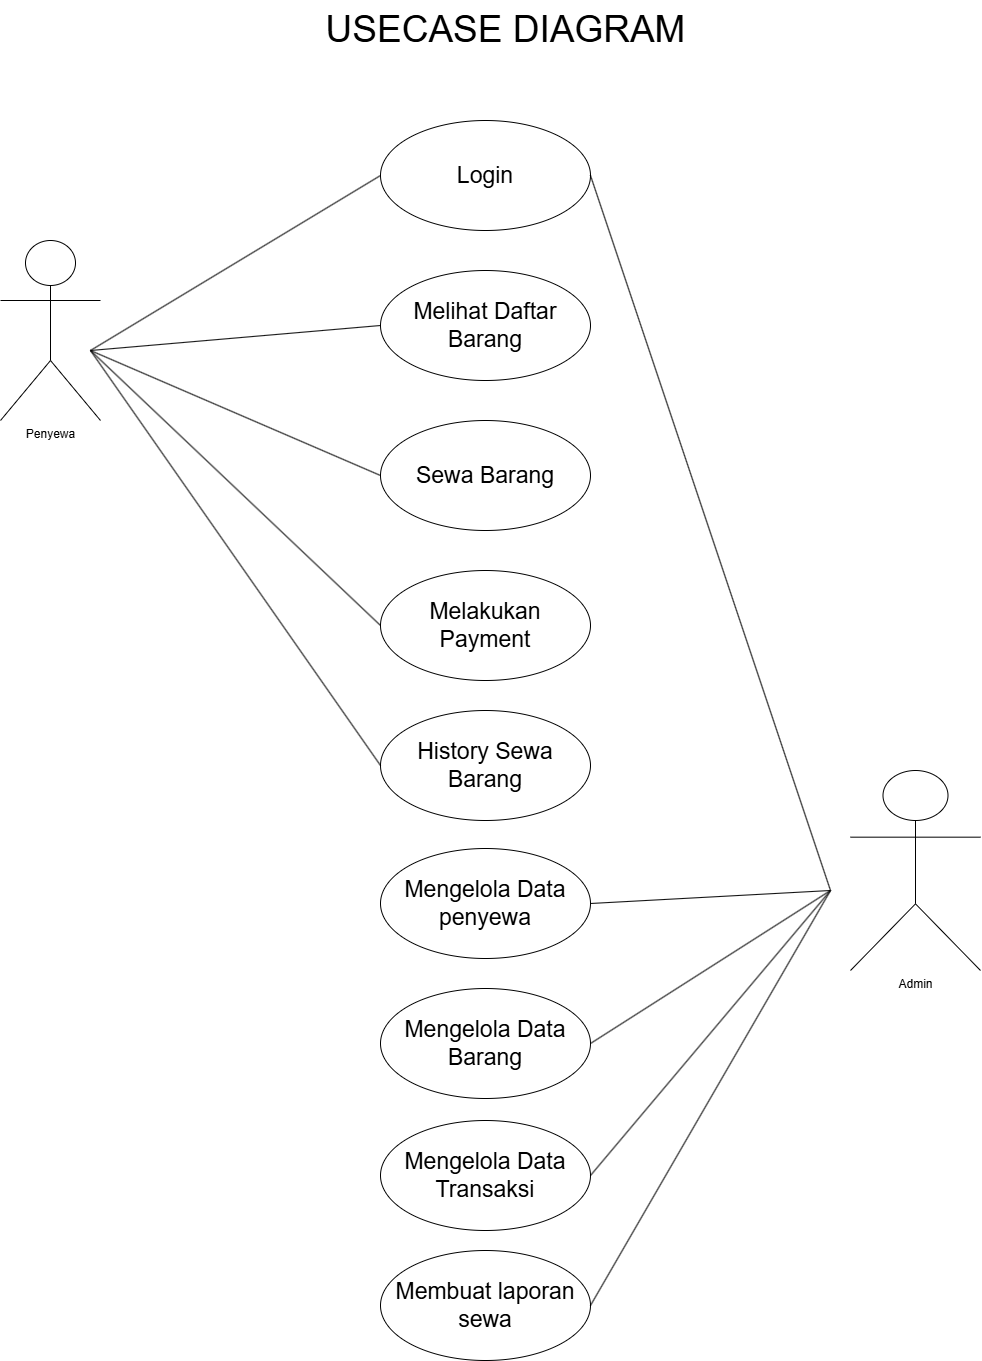 USECASE DIAGRAM
Login
Melihat Daftar
Barang
Penyewa
Sewa Barang
Melakukan
Payment
History Sewa
Barang
Mengelola Data
penyewa
Admin
Mengelola Data
Barang
Mengelola Data
Transaksi
Membuat laporan
sewa